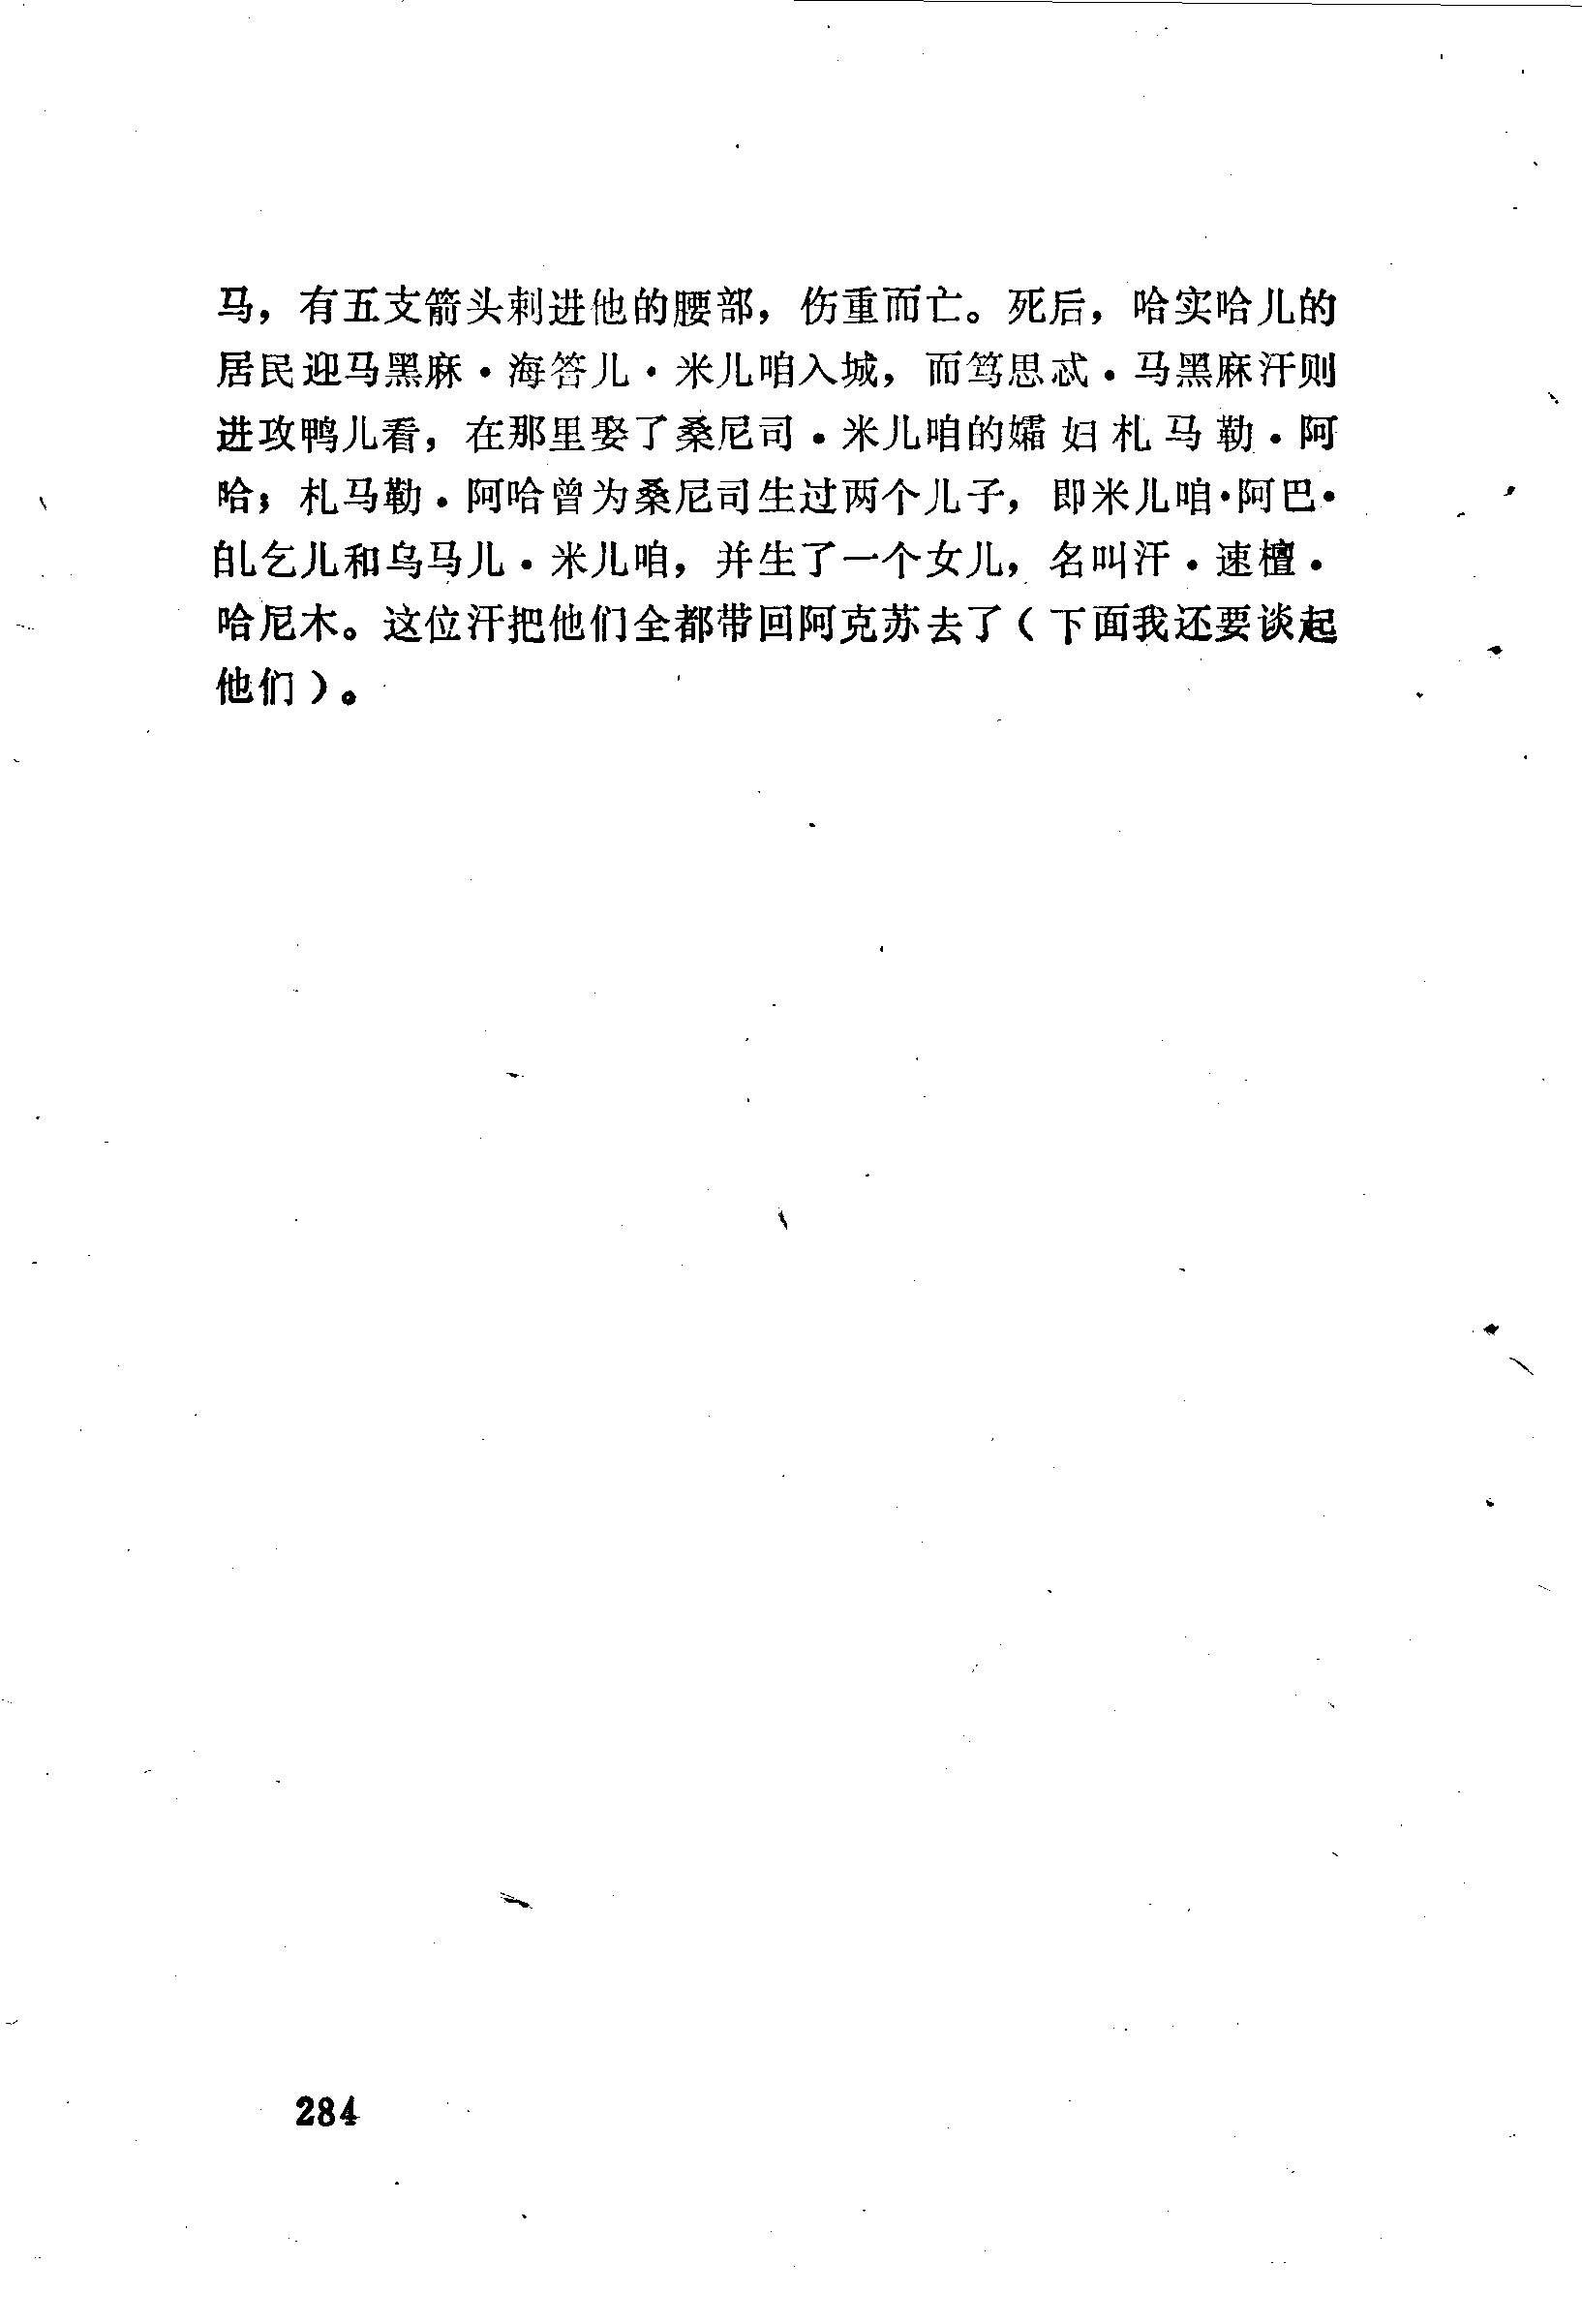 马，有五支箭头刺进他的腰部，伤重而亡。死后，哈实哈儿的
居民迎马黑麻·海答儿·米儿咱入城，而笃思忒·马黑麻汗则
进攻鸭儿看，在那里娶了桑尼司·米儿咱的孀妇札马勒·阿
哈；札马勒·阿哈曾为桑尼司生过两个儿子，即米儿咱·阿巴·
乞儿和乌马儿·米儿咱，并生了一个女儿，名叫汗·速檀·
哈尼木。这位汗把他们全都带回阿克苏去了（下面我还要谈起
他们）。
284